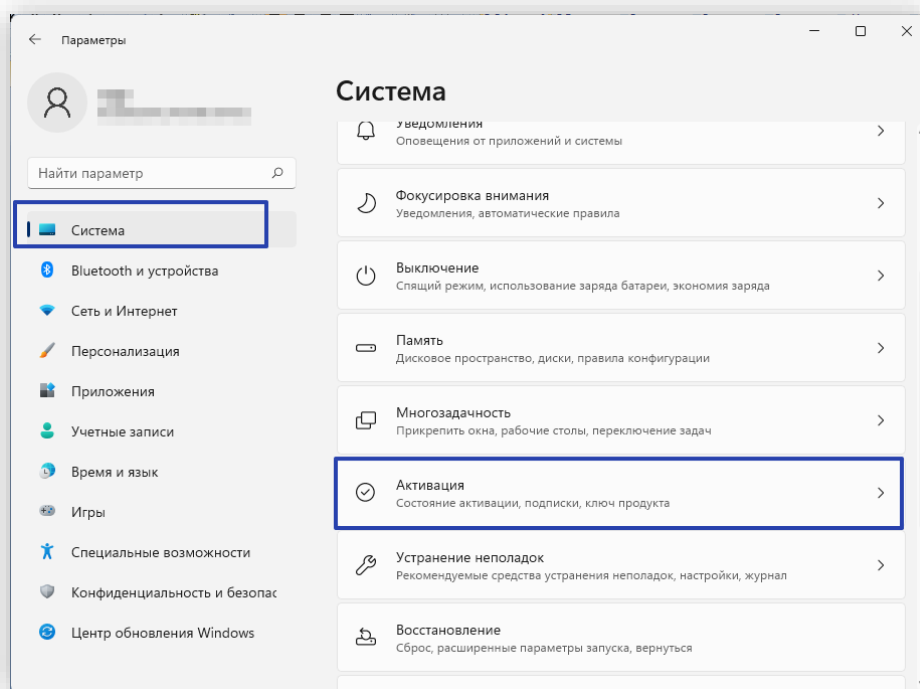 Параметры
Найти параметр
Система
Bluetooth и устройства
Сеть и Интернет
Персонализация
Приложения
Учетные записи
Время и язык
Игры
Специальные возможности
Конфиденциальность и безопас
Центр обновления Windows
Система
Уведомления
Оповещения от приложений и системы
Фокусировка внимания
Уведомления, автоматические правила
Выключение
Спящий режим, использование заряда батареи, экономия заряда
Память
Дисковое пространство, диски, правила конфигурации
Многозадачность
Прикрепить окна, рабочие столы, переключение задач
Активация
Состояние активации, подписки, ключ продукта
Устранение неполадок
Рекомендуемые средства устранения неполадок, настройки, журнал
Восстановление
Сброс, расширенные параметры запуска, вернуться